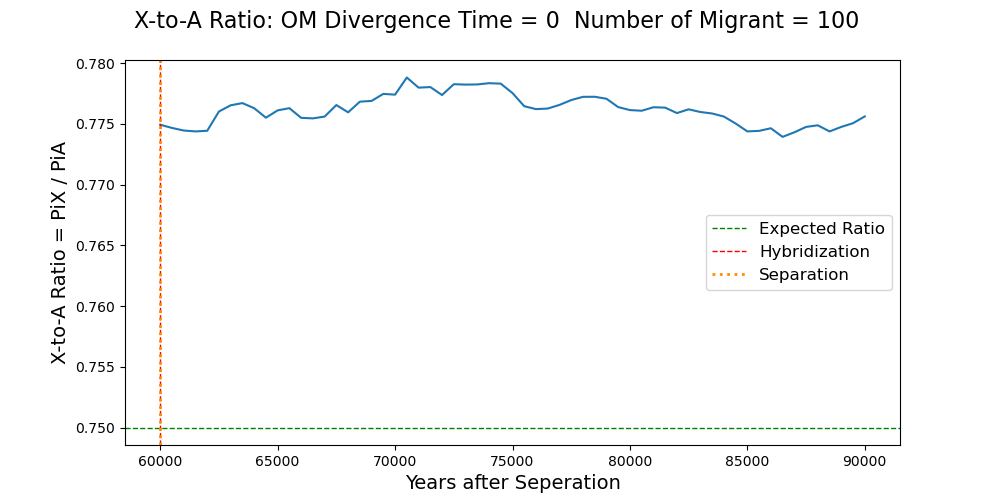 X-to-A Ratio: OM Divergence Time = 0  Number of Migrant = 100
X-to-A Ratio = PiX / PiA
0.780
0.775
0.770
0.765
0.760
0.755
0.750
Expected Ratio
Hybridization
Separation
60000 65000 70000 75000 80000 85000 90000
Years after Seperation